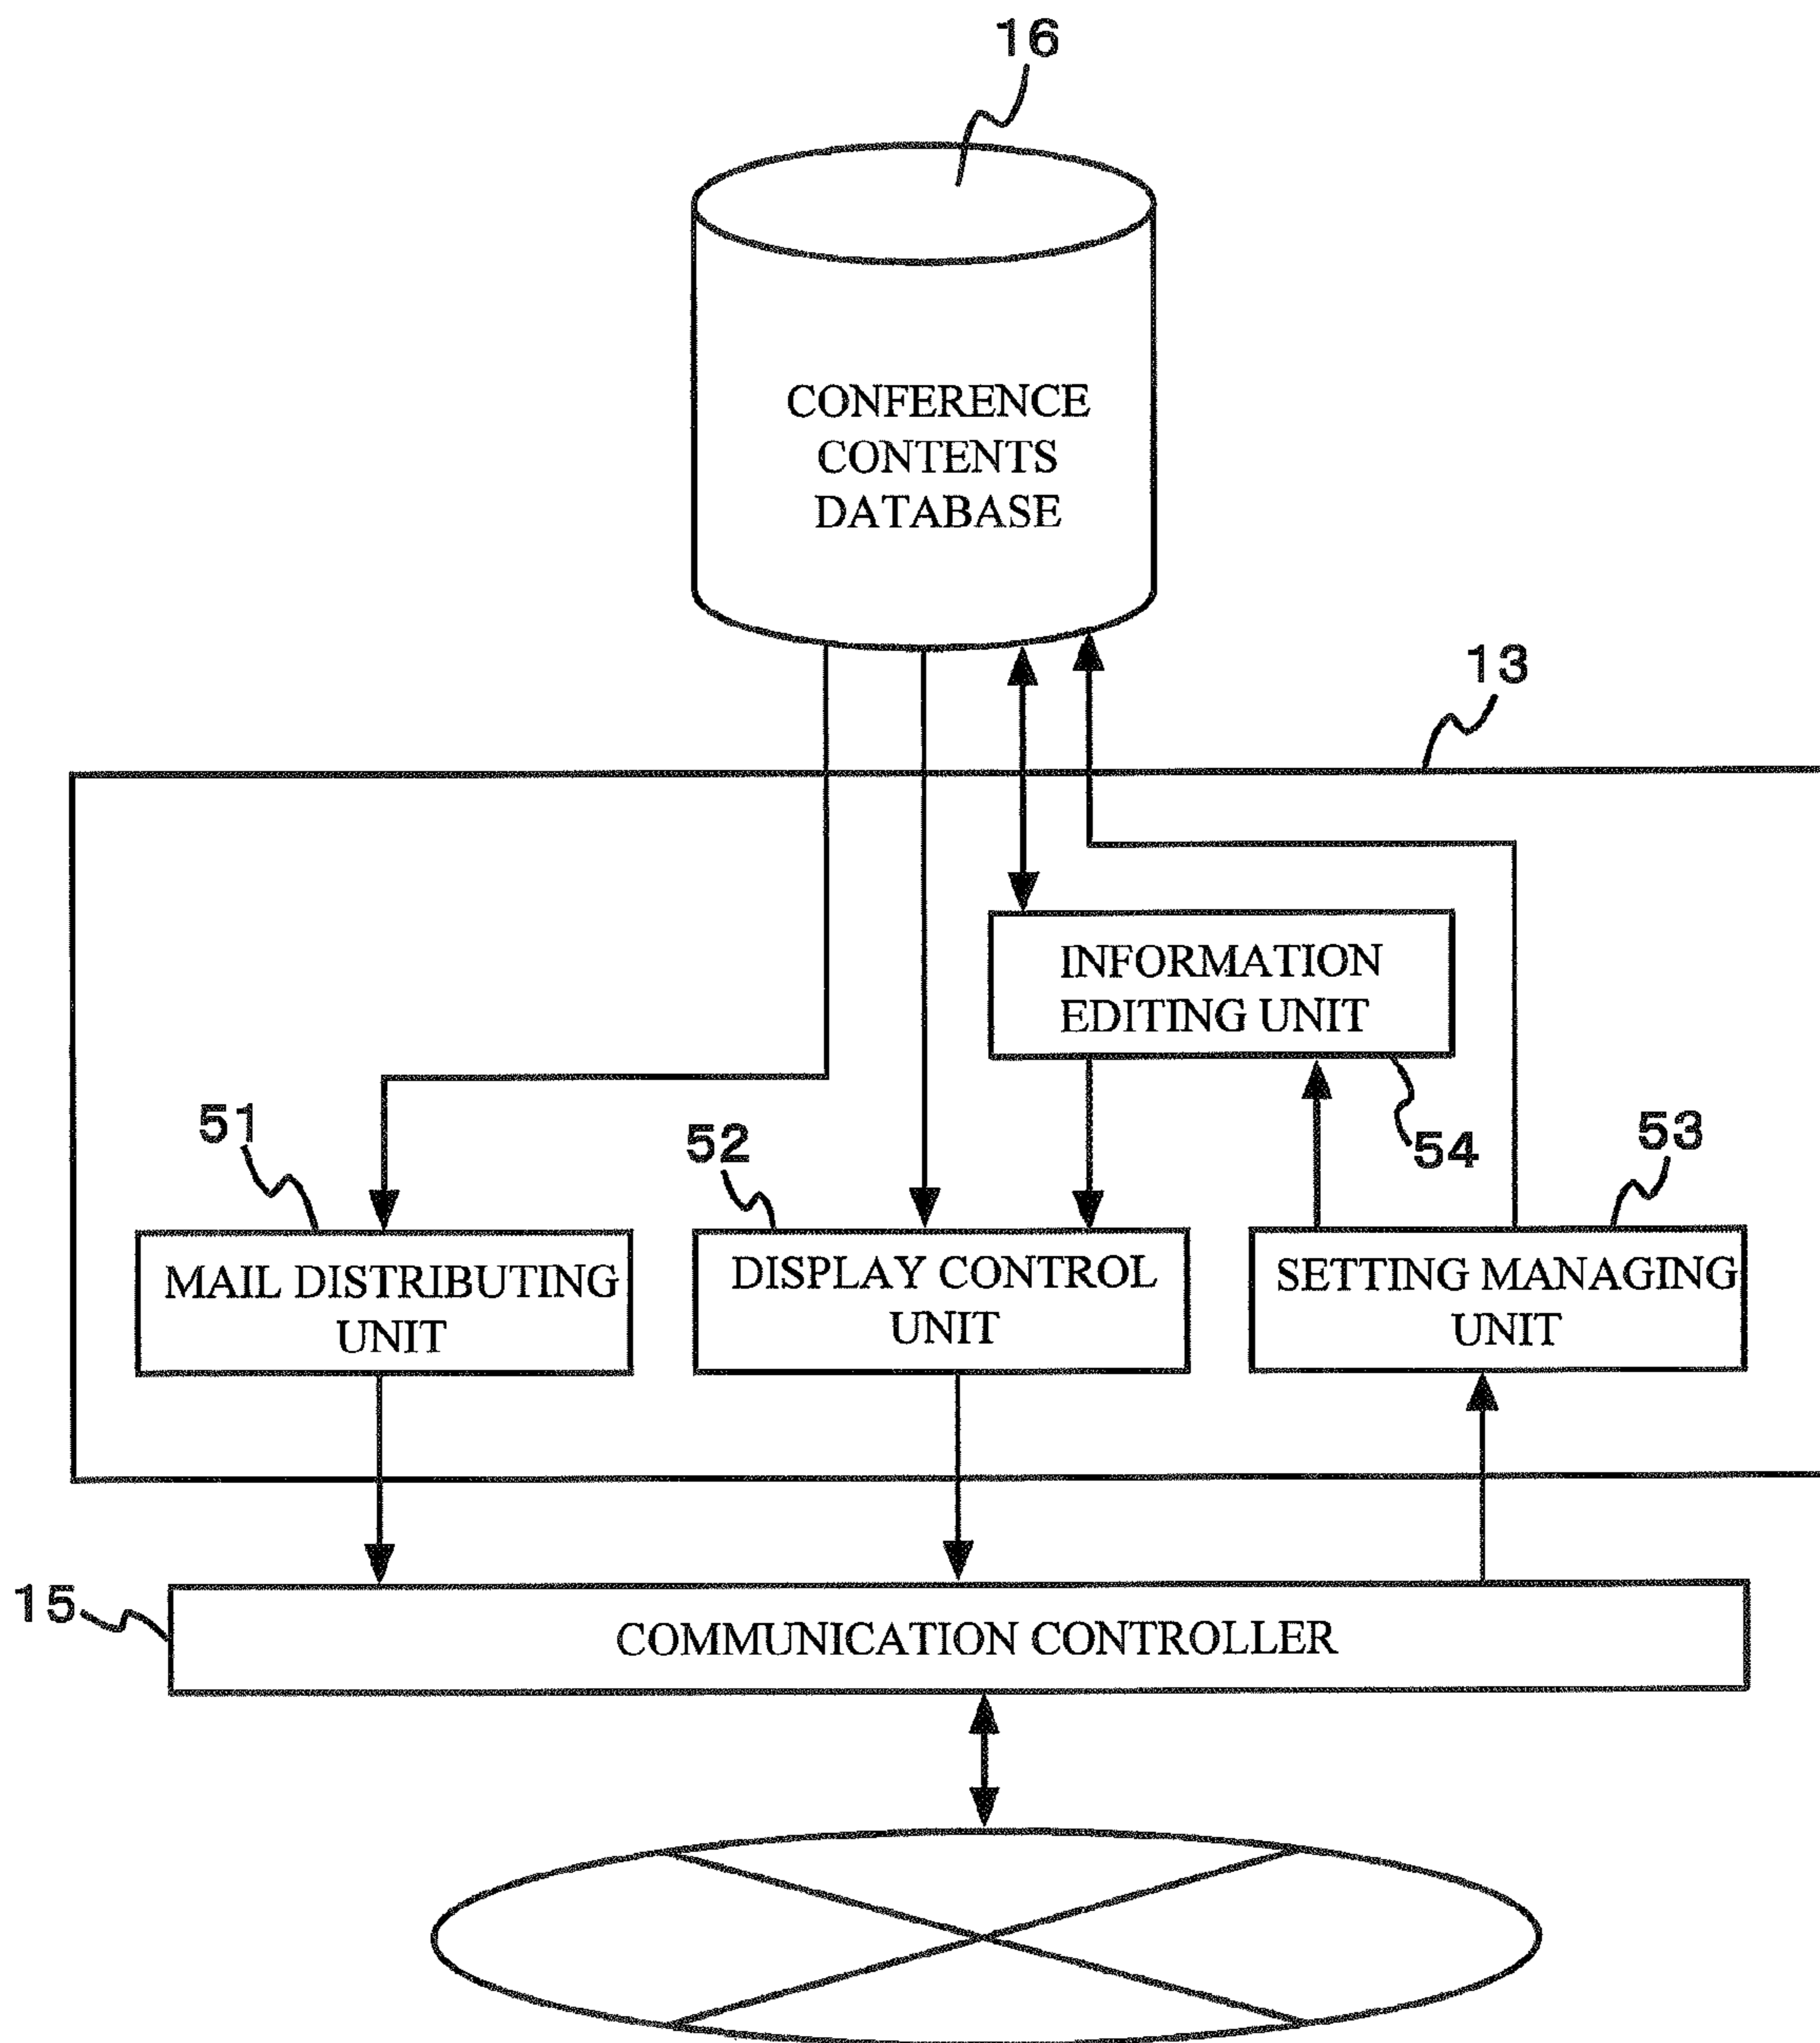 16
CONFERENCE
CONTENTS
DATABASE
13
INFORMATION
EDITING UNIT
51
52
54
53
MAIL DISTRIBUTING
UNIT
DISPLAY CONTROL
UNIT
SETTING MANAGING
UNIT
15
COMMUNICATION CONTROLLER